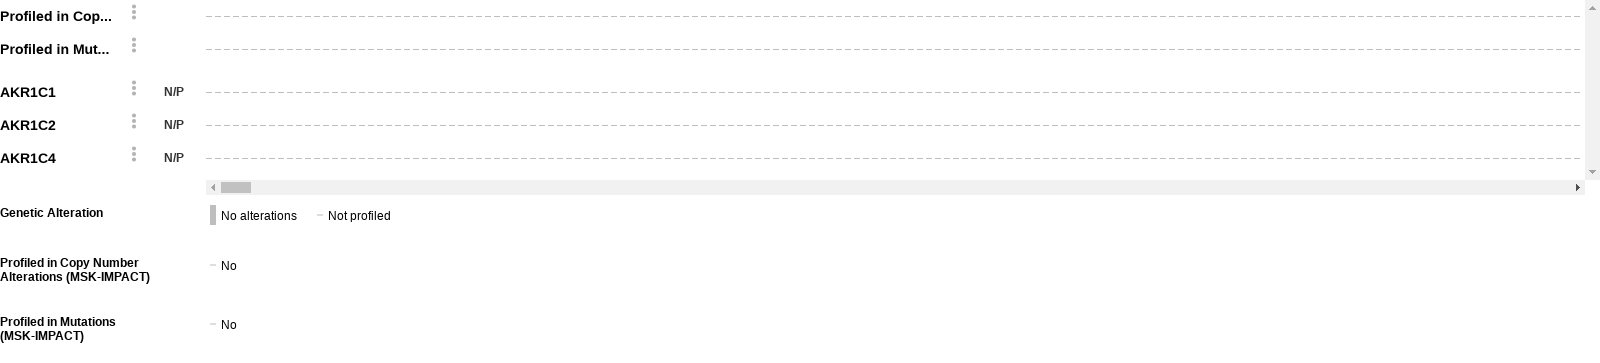 Profiled in Cop...
Profiled in Mut...
AKR1C1 N/P
AKR1C2 N/P
AKR1C4 N/P
Genetic Alteration No alterations Not profiled
Profiled in Copy Number
Alterations (MSK-IMPACT) No
Profiled in Mutations
(MSK-IMPACT) No